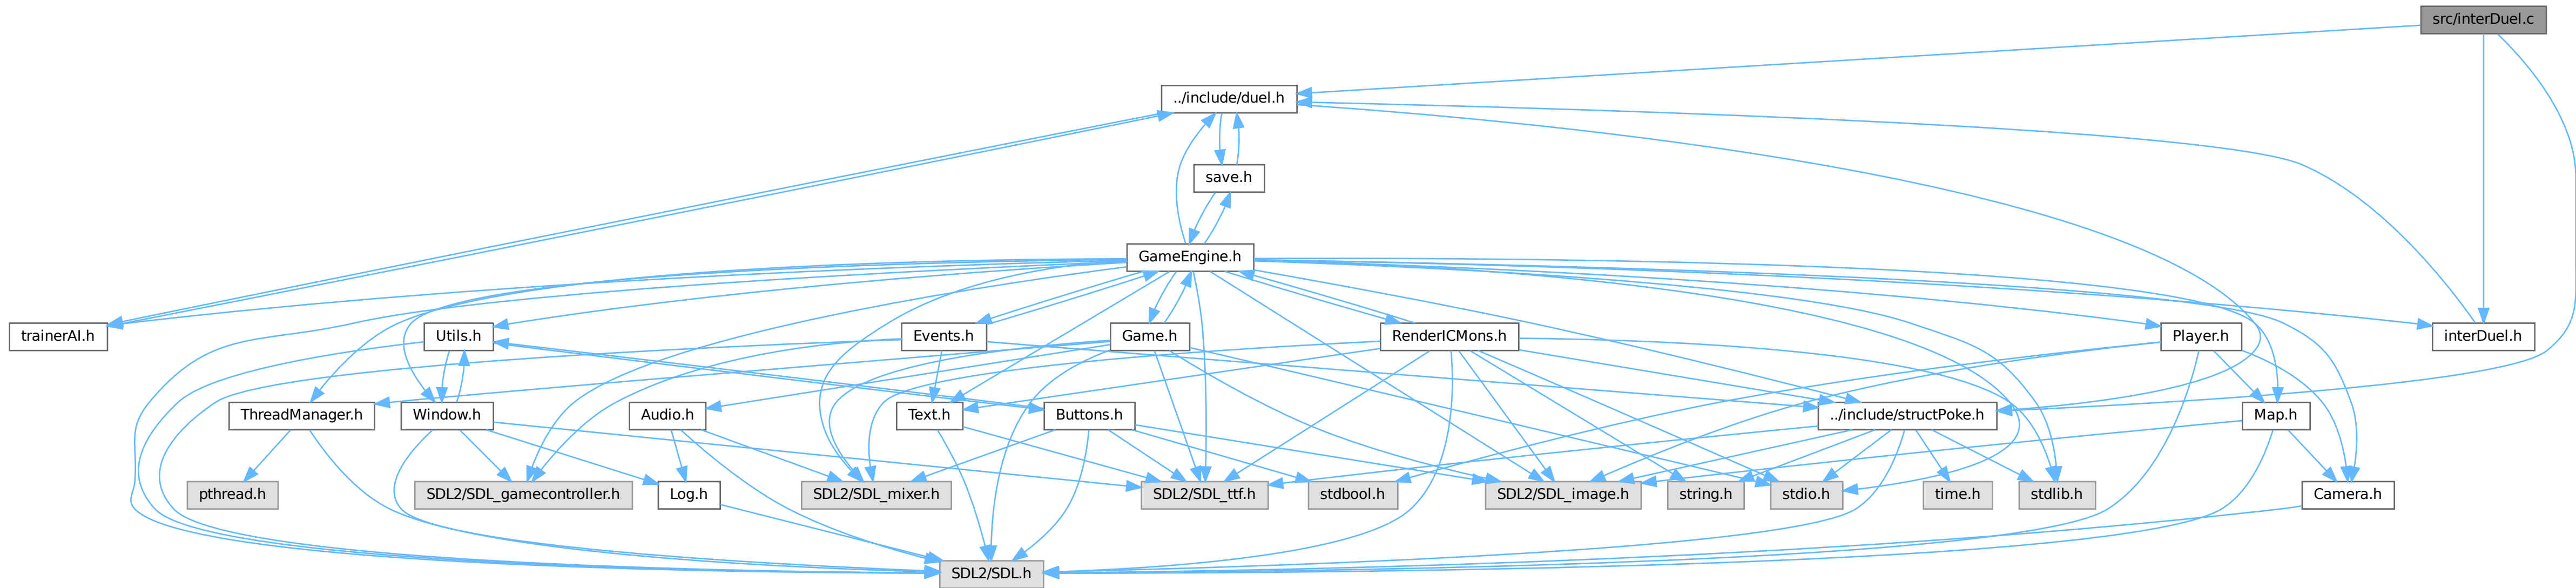 src/interDuel.c
../include/duel.h
save.h
GameEngine.h
trainerAI.h
Utils.h
Events.h
Game.h
RenderICMons.h
Player.h
interDuel.h
ThreadManager.h
Window.h
Audio.h
Text.h
Buttons.h
../include/structPoke.h
Map.h
pthread.h
SDL2/SDL_gamecontroller.h
Log.h
SDL2/SDL_mixer.h
SDL2/SDL_ttf.h
stdbool.h
SDL2/SDL_image.h
string.h
stdio.h
time.h
stdlib.h
Camera.h
SDL2/SDL.h